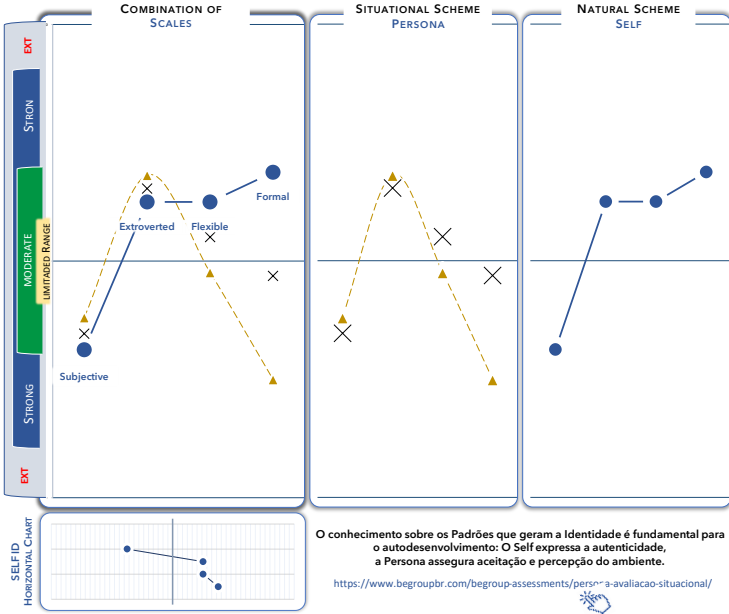 COMBINATION OF
SCALES
SITUATIONAL SCHEME
PERSONA
NATURAL SCHEME
SELF
EXT
STRON
MODERATE
LIMITADED RANGE
STRONG
EXT
Formal
Extroverted
Flexible
Subjective
SELF ID
HORIZONTAL CHART
O conhecimento sobre os Padrões que geram a Identidade é fundamental para
o autodesenvolvimento: O Self expressa a autenticidade,
a Persona assegura aceitação e percepção do ambiente.
https://www.begroupbr.com/begroup-assessments/persona-avaliacao-situacional/